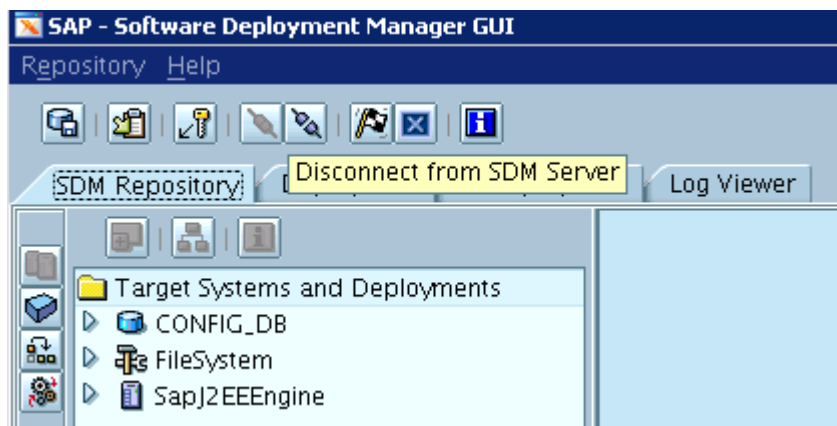 SAP - Software Deployment Manager GUI
Repository Help
Disconnect from SDM Server
SDM Repository
Log Viewer
Target Systems and Deployments
CONFIG_DB
FileSystem
SapJ2EEEngine